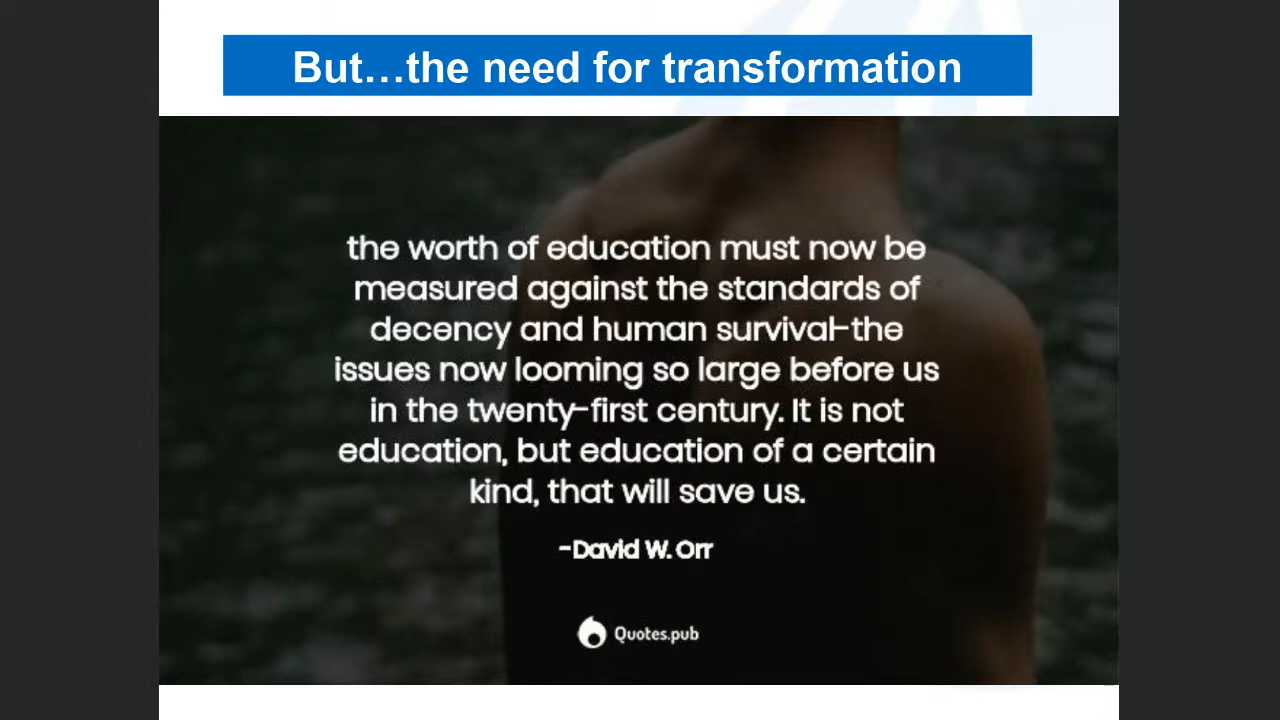 But...the need for transformation
the worth of education must now be
measured against the standards of
decency and human survival-the
issues now looming so large before us
in the twenty-first century. It is not
education, but education of a certain
kind, that will save us.
-David W. Orr
Quotes.pub